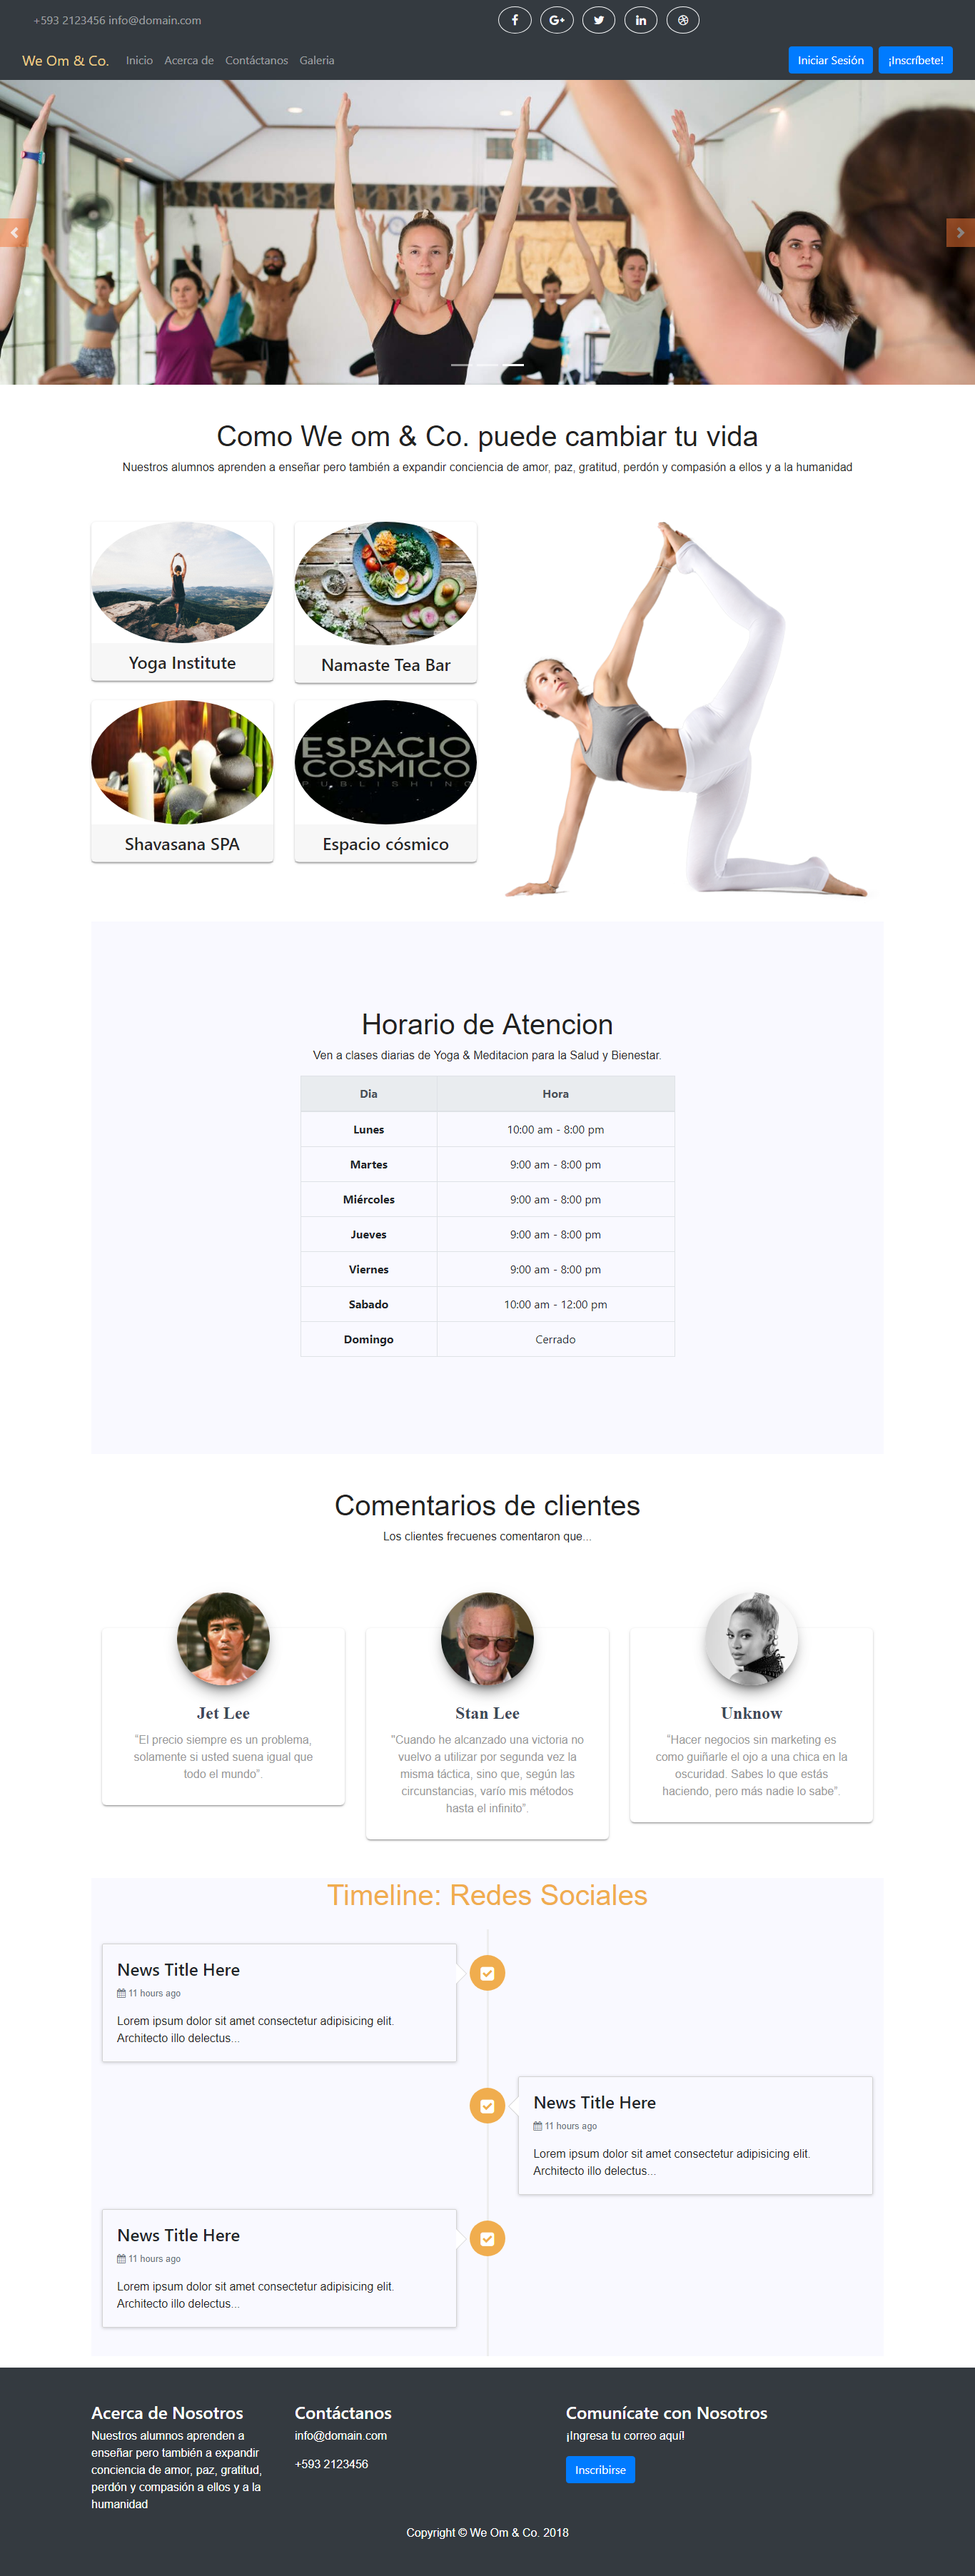 +593 2123456 info@domain.com
We Om & Co. Inicio Acerca de Contáctanos Galeria Iniciar Sesión ¡Inscríbete!
Como We om & Co. puede cambiar tu vida
Nuestros alumnos aprenden a enseñar pero también a expandir conciencia de amor, paz, gratitud, perdón y compasión a ellos y a la humanidad
Yoga Institute
Namaste Tea Bar
ESPACIO
COSMICO
PUBLISHING
Shavasana SPA
Espacio cósmico
Horario de Atencion
Ven a clases diarias de Yoga & Meditacion para la Salud y Bienestar.
Dia Hora
Lunes 10:00 am - 8:00 pm
Martes 9:00 am - 8:00 pm
Miércoles 9:00 am - 8:00 pm
Jueves 9:00 am - 8:00 pm
Viernes 9:00 am - 8:00 pm
Sabado 10:00 am - 12:00 pm
Domingo Cerrado
Comentarios de clientes
Los clientes frecuenes comentaron que...
Jet Lee
“El precio siempre es un problema,
solamente si usted suena igual que
todo el mundo”.
Stan Lee
"Cuando he alcanzado una victoria no
vuelvo a utilizar por segunda vez la
misma táctica, sino que, según las
circunstancias, varío mis métodos
hasta el infinito”.
Unknow
“Hacer negocios sin marketing es
como guiñarle el ojo a una chica en la
oscuridad. Sabes lo que estás
haciendo, pero más nadie lo sabe”.
Timeline: Redes Sociales
News Title Here
11 hours ago
Lorem ipsum dolor sit amet consectetur adipisicing elit.
Architecto illo delectus...
News Title Here
11 hours ago
Lorem ipsum dolor sit amet consectetur adipisicing elit.
Architecto illo delectus...
News Title Here
11 hours ago
Lorem ipsum dolor sit amet consectetur adipisicing elit.
Architecto illo delectus...
Acerca de Nosotros
Nuestros alumnos aprenden a
enseñar pero también a expandir
conciencia de amor, paz, gratitud,
perdón y compasión a ellos y a la
humanidad
Contáctanos
info@domain.com
+593 2123456
Comunícate con Nosotros
¡Ingresa tu correo aquí!
Inscribirse
Copyright © We Om & Co. 2018